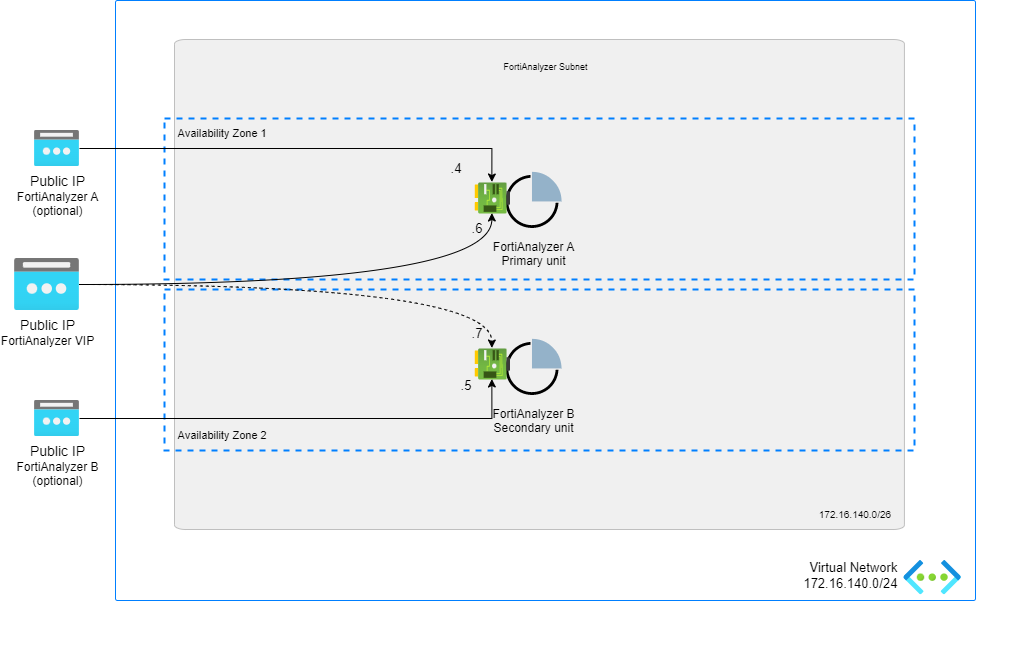 FortiAnalyzer Subnet
Availability Zone 1
.4
Public IP
FortiAnalyzer A
(optional)
.6
FortiAnalyzer A
Primary unit
Public IP
FortiAnalyzer VIP
.7
.5
FortiAnalyzer B
Secondary unit
Availability Zone 2
Public IP
FortiAnalyzer B
(optional)
172.16.140.0/26
Virtual Network
172.16.140.0/24